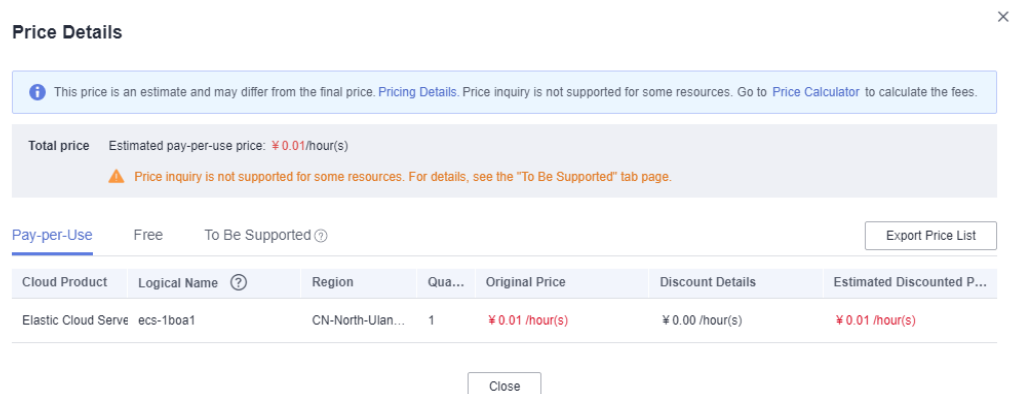 Price Details
This price is an estimate and may differ from the final price. Pricing Details. Price inquiry is not supported for some resources. Go to Price Calculator to calculate the fees.
Total price Estimated pay-per-use price: ¥ 0.01/hour(s)
Price inquiry is not supported for some resources. For details, see the "To Be Supported" tab page.
Pay-per-Use Free To Be Supported ?
Export Price List
Cloud Product Logical Name ? Region Qua... Original Price Discount Details Estimated Discounted P...
Elastic Cloud Serve ecs-1boa1 CN-North-Ulan... 1 ¥ 0.01 /hour(s) ¥ 0.00 /hour(s) ¥ 0.01 /hour(s)
Close